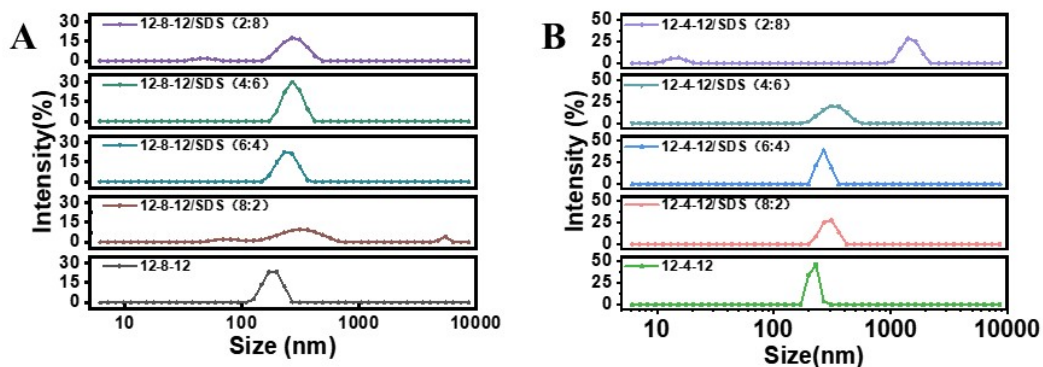 A
Intensity(%)
30
15
0
12-8-12/SDS（2:8）
30
15
0
12-8-12/SDS（4:6）
30
15
0
12-8-12/SDS（6:4）
30
15
0
12-8-12/SDS（8:2）
30
15
0
12-8-12
10 100 1000 10000
Size (nm)
B
Intensity (%)
50
25
0
12-4-12/SDS（2:8）
50
25
0
12-4-12/SDS（4:6）
50
25
0
12-4-12/SDS（6:4）
50
25
0
12-4-12/SDS（8:2）
50
25
0
12-4-12
10 100 1000 10000
Size(nm)